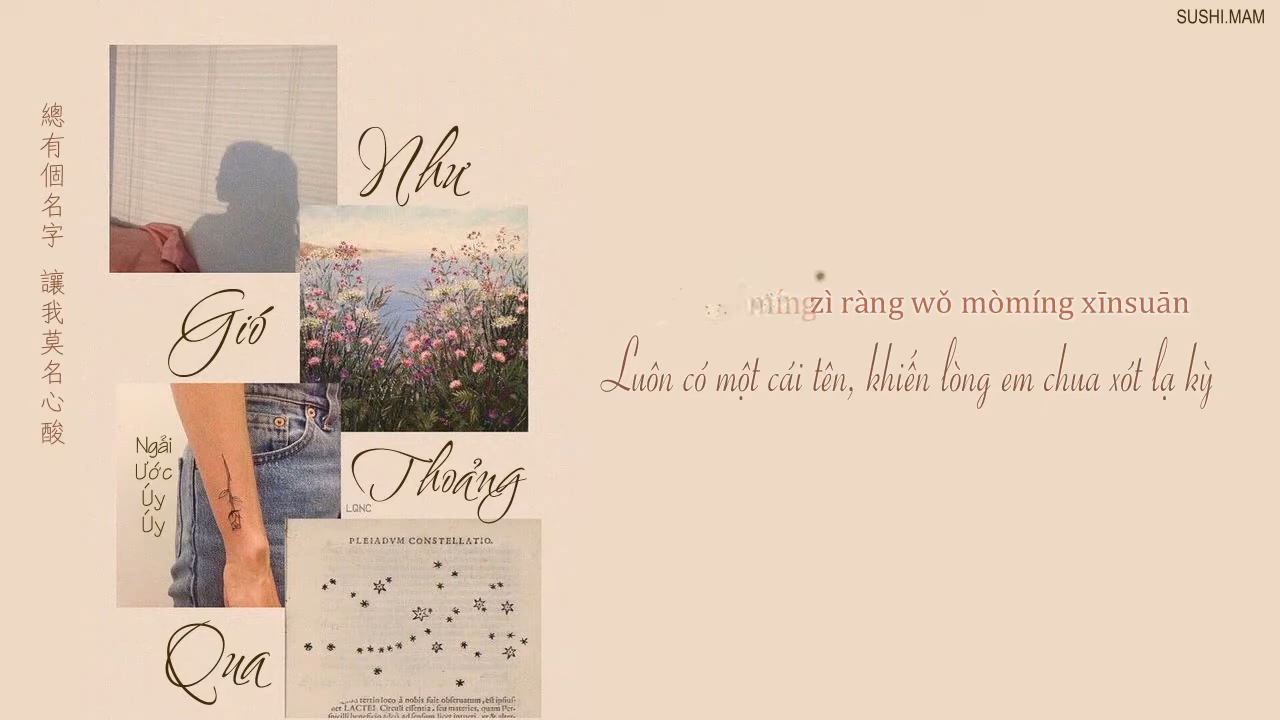 SUSHI.MAM
總有個名字 讓我莫名心酸
Như
Gió
Thoảng
Qua
Ngải
Ước
Úy
Úy
LQNC
PLEIADVM CONSTELLATIO.
míngzì ràng wǒ mòmíng xīnsuān
Luôn có một cái tên, khiến lòng em chua xót lạ kỳ